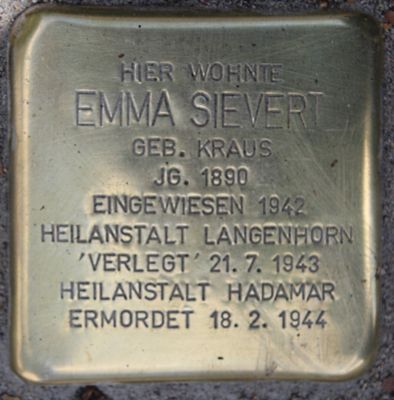 HIER WOHNTE
EMMA SIEVERT
GEB. KRAUS
JG. 1890
EINGEWIESEN 1942
HEILANSTALT LANGENHORN
'VERLEGT' 21. 7. 1943
HEILANSTALT HADAMAR
ERMORDET 18. 2. 1944